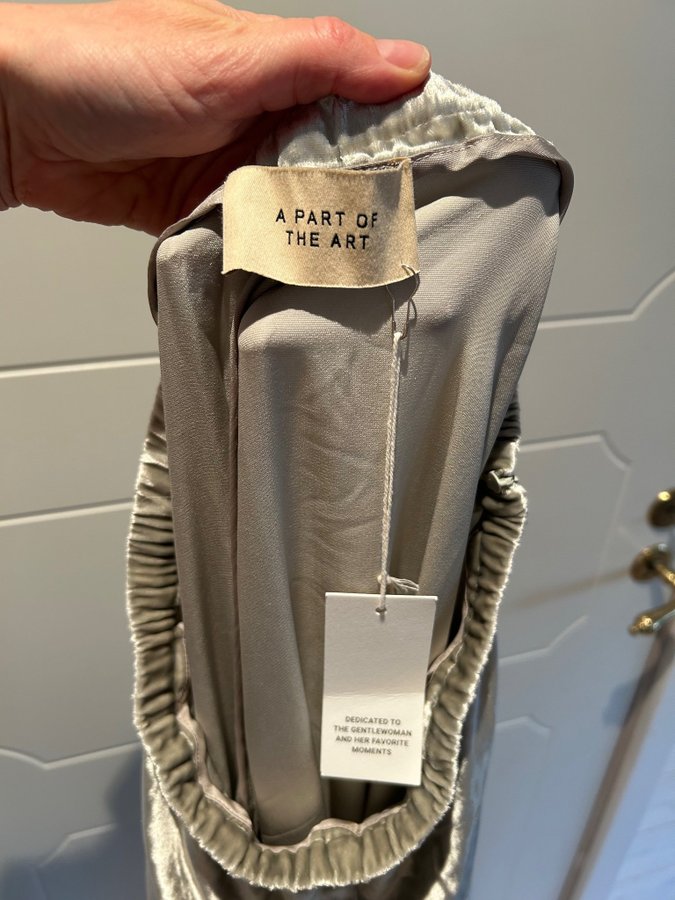 A PART OF
THE ART
DEDICATED TO
THE GENTLEWOMAN
AND HER FAVORITE
MOMENTS